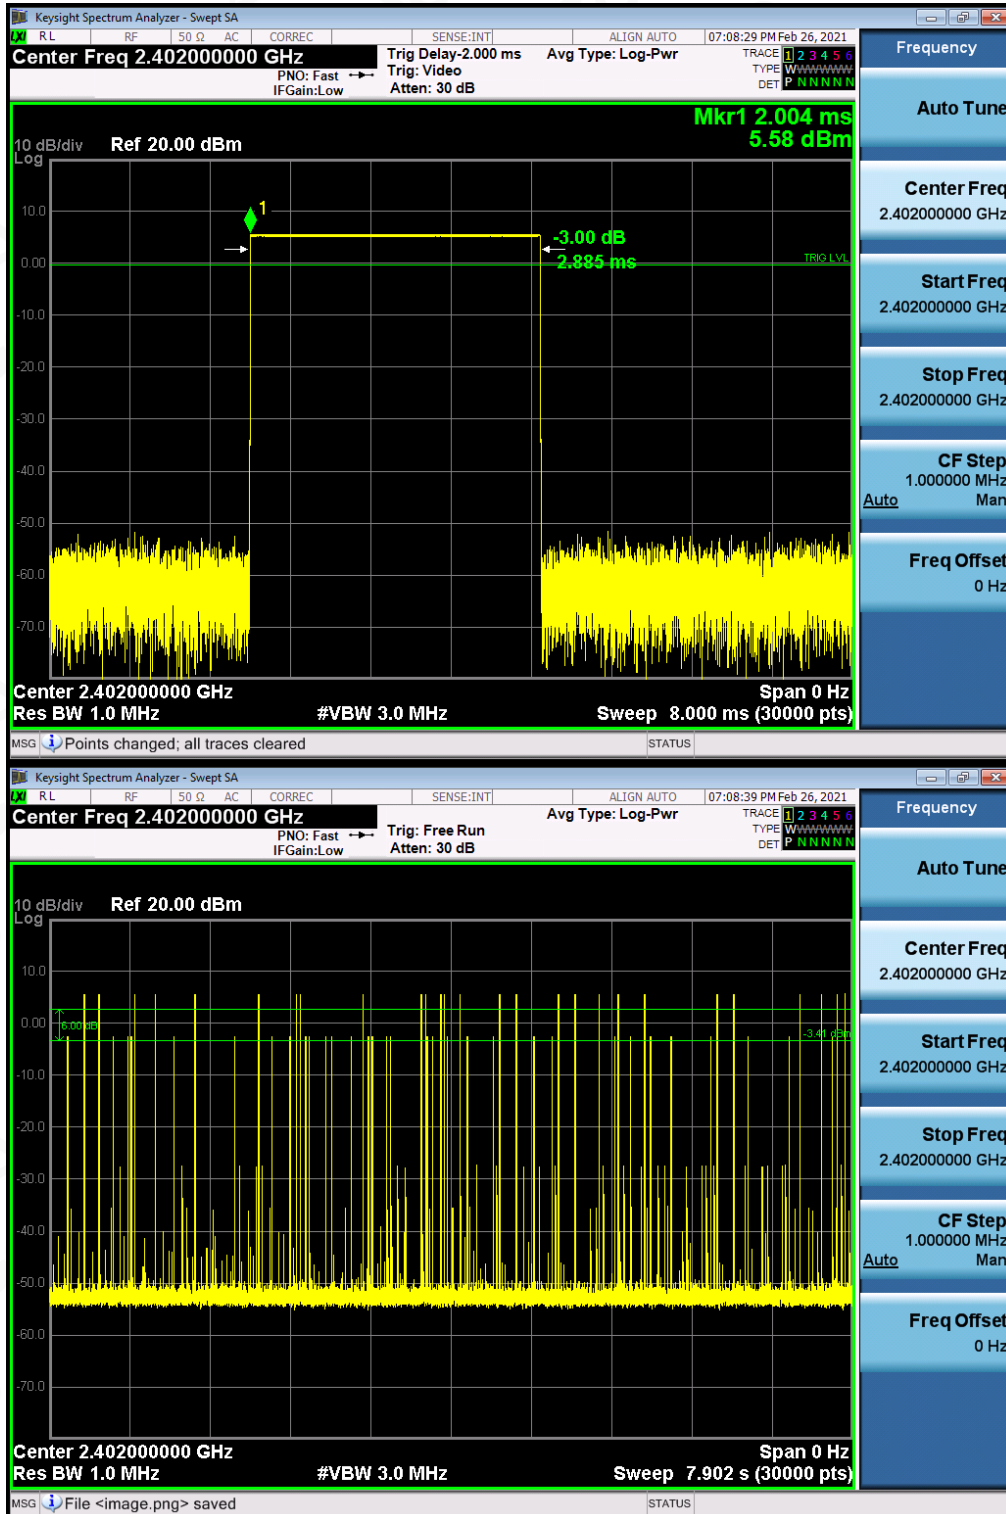 Keysight Spectrum Analyzer - Swept SA
LXI RL RF 50 Ω AC CORREC SENSE:INT ALIGN AUTO 07:08:29 PM Feb 26, 2021
Center Freq 2.402000000 GHz
PNO: Fast
IFGain:Low
Trig Delay-2.000 ms
Trig: Video
Atten: 30 dB
Avg Type: Log-Pwr
TRACE 1 2 3 4 5 6
TYPE WWWWWW
DET P N N N N N
Mkr1 2.004 ms
5.58 dBm
10 dB/div
Log
Ref 20.00 dBm
10.0
0.00
-10.0
-20.0
-30.0
-40.0
-50.0
-60.0
-70.0
1
-3.00 dB
2.885 ms
TRIG LVL
Center 2.402000000 GHz
Span 0 Hz
Res BW 1.0 MHz
#VBW 3.0 MHz
Sweep 8.000 ms (30000 pts)
MSG Points changed; all traces cleared STATUS
Frequency
Auto Tune
Center Freq
2.402000000 GHz
Start Freq
2.402000000 GHz
Stop Freq
2.402000000 GHz
CF Step
1.000000 MHz
Auto Man
Freq Offset
0 Hz
Keysight Spectrum Analyzer - Swept SA
LXI RL RF 50 Ω AC CORREC SENSE:INT ALIGN AUTO 07:08:39 PM Feb 26, 2021
Center Freq 2.402000000 GHz
PNO: Fast
IFGain:Low
Trig: Free Run
Atten: 30 dB
Avg Type: Log-Pwr
TRACE 1 2 3 4 5 6
TYPE WWWWWW
DET P N N N N N
10 dB/div
Log
Ref 20.00 dBm
10.0
0.00
-10.0
-20.0
-30.0
-40.0
-50.0
-60.0
-70.0
6.00 dB
-3.41 dBm
Center 2.402000000 GHz
Span 0 Hz
Res BW 1.0 MHz
#VBW 3.0 MHz
Sweep 7.902 s (30000 pts)
MSG File <image.png> saved STATUS
Frequency
Auto Tune
Center Freq
2.402000000 GHz
Start Freq
2.402000000 GHz
Stop Freq
2.402000000 GHz
CF Step
1.000000 MHz
Auto Man
Freq Offset
0 Hz